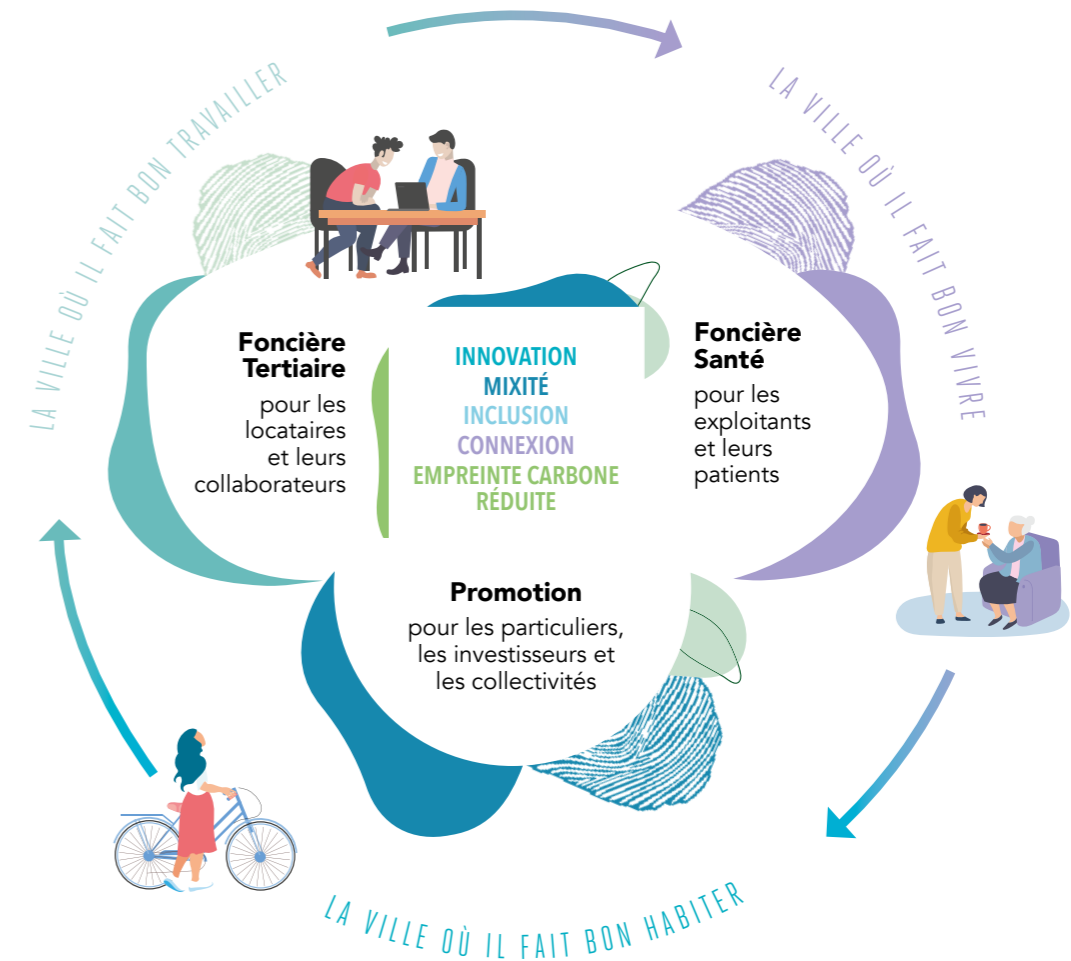 LA VILLE OÙ IL FAIT BON TRAVAILLER
LA VILLE OÙ IL FAIT BON VIVRE
Foncière
Tertiaire
pour les
locataires
et leurs
collaborateurs
INNOVATION
MIXITÉ
INCLUSION
CONNEXION
EMPREINTE CARBONE
RÉDUITE
Foncière
Santé
pour les
exploitants
et leurs
patients
Promotion
pour les particuliers,
les investisseurs et
les collectivités
LA VILLE OÙ IL FAIT BON HABITER